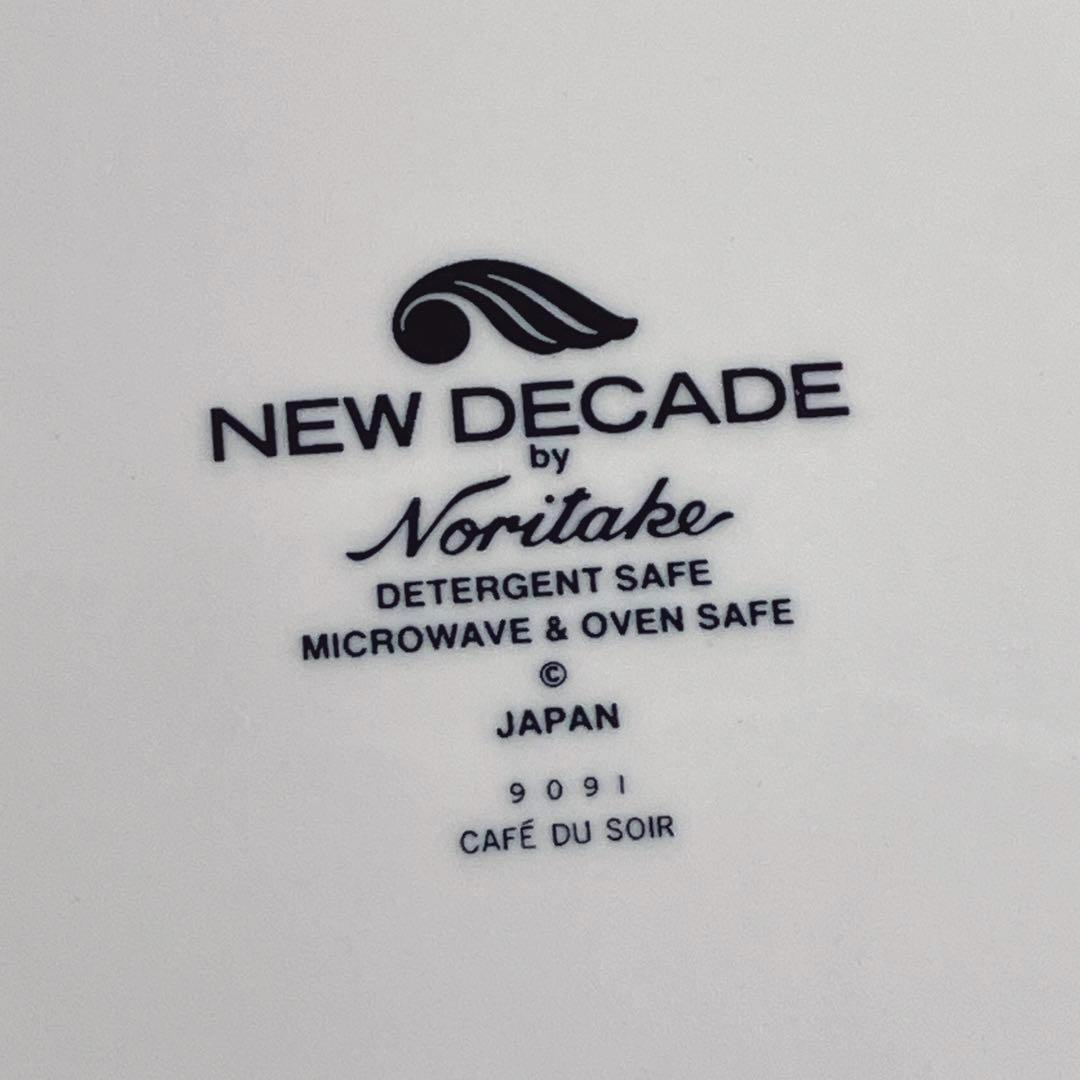 NEW DECADE
by
Noritake
DETERGENT SAFE
MICROWAVE & OVEN SAFE
©
JAPAN
9091
CAFÉ DU SOIR